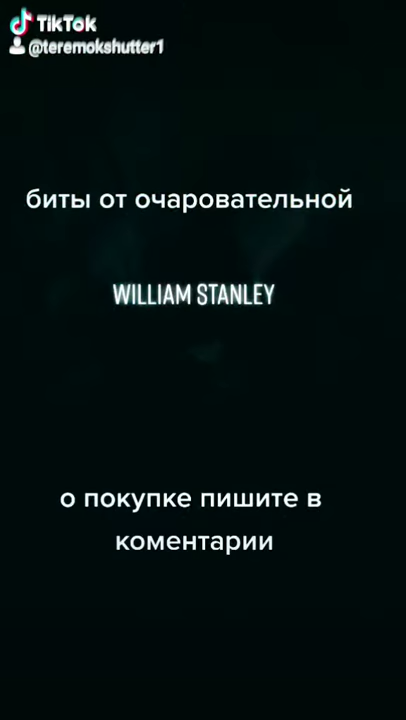 TikTok
@teremokshutter1
биты от очаровательной
WILLIAM STANLEY
о покупке пишите в
коментарии